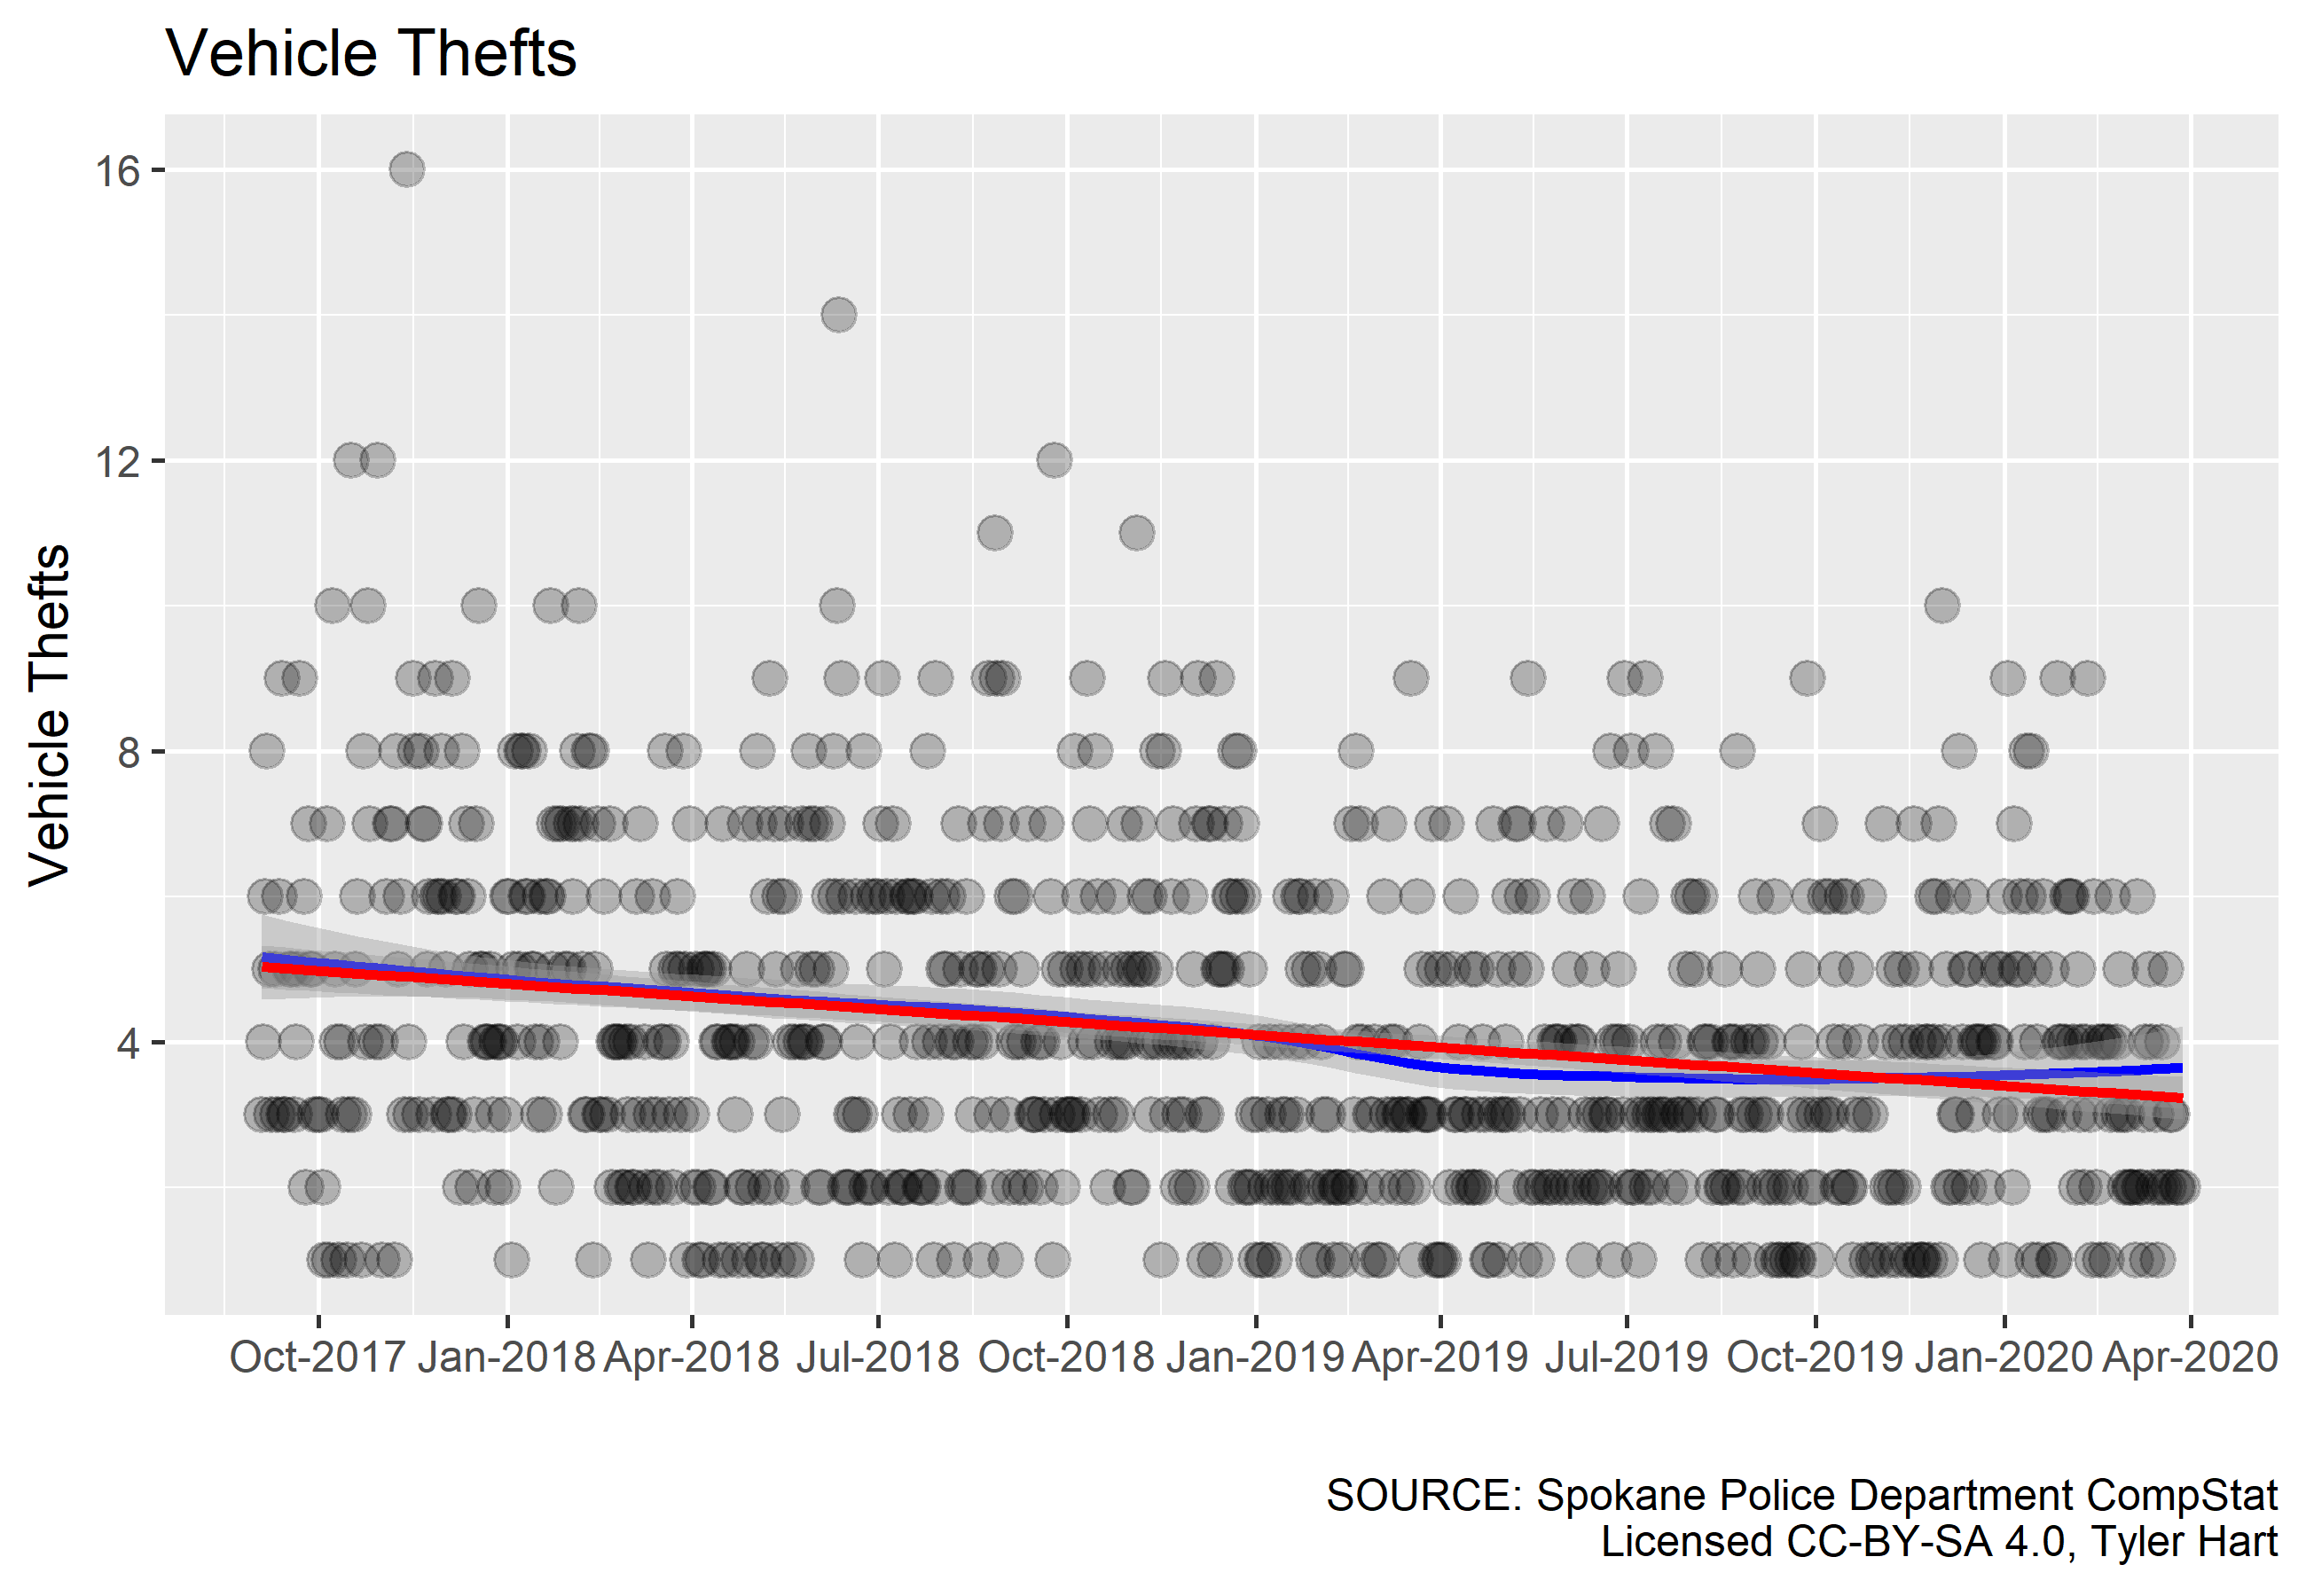 Vehicle Thefts
Vehicle Thefts
16
12
8
4
Oct-2017 Jan-2018 Apr-2018 Jul-2018 Oct-2018 Jan-2019 Apr-2019 Jul-2019 Oct-2019 Jan-2020 Apr-2020
SOURCE: Spokane Police Department CompStat
Licensed CC-BY-SA 4.0, Tyler Hart